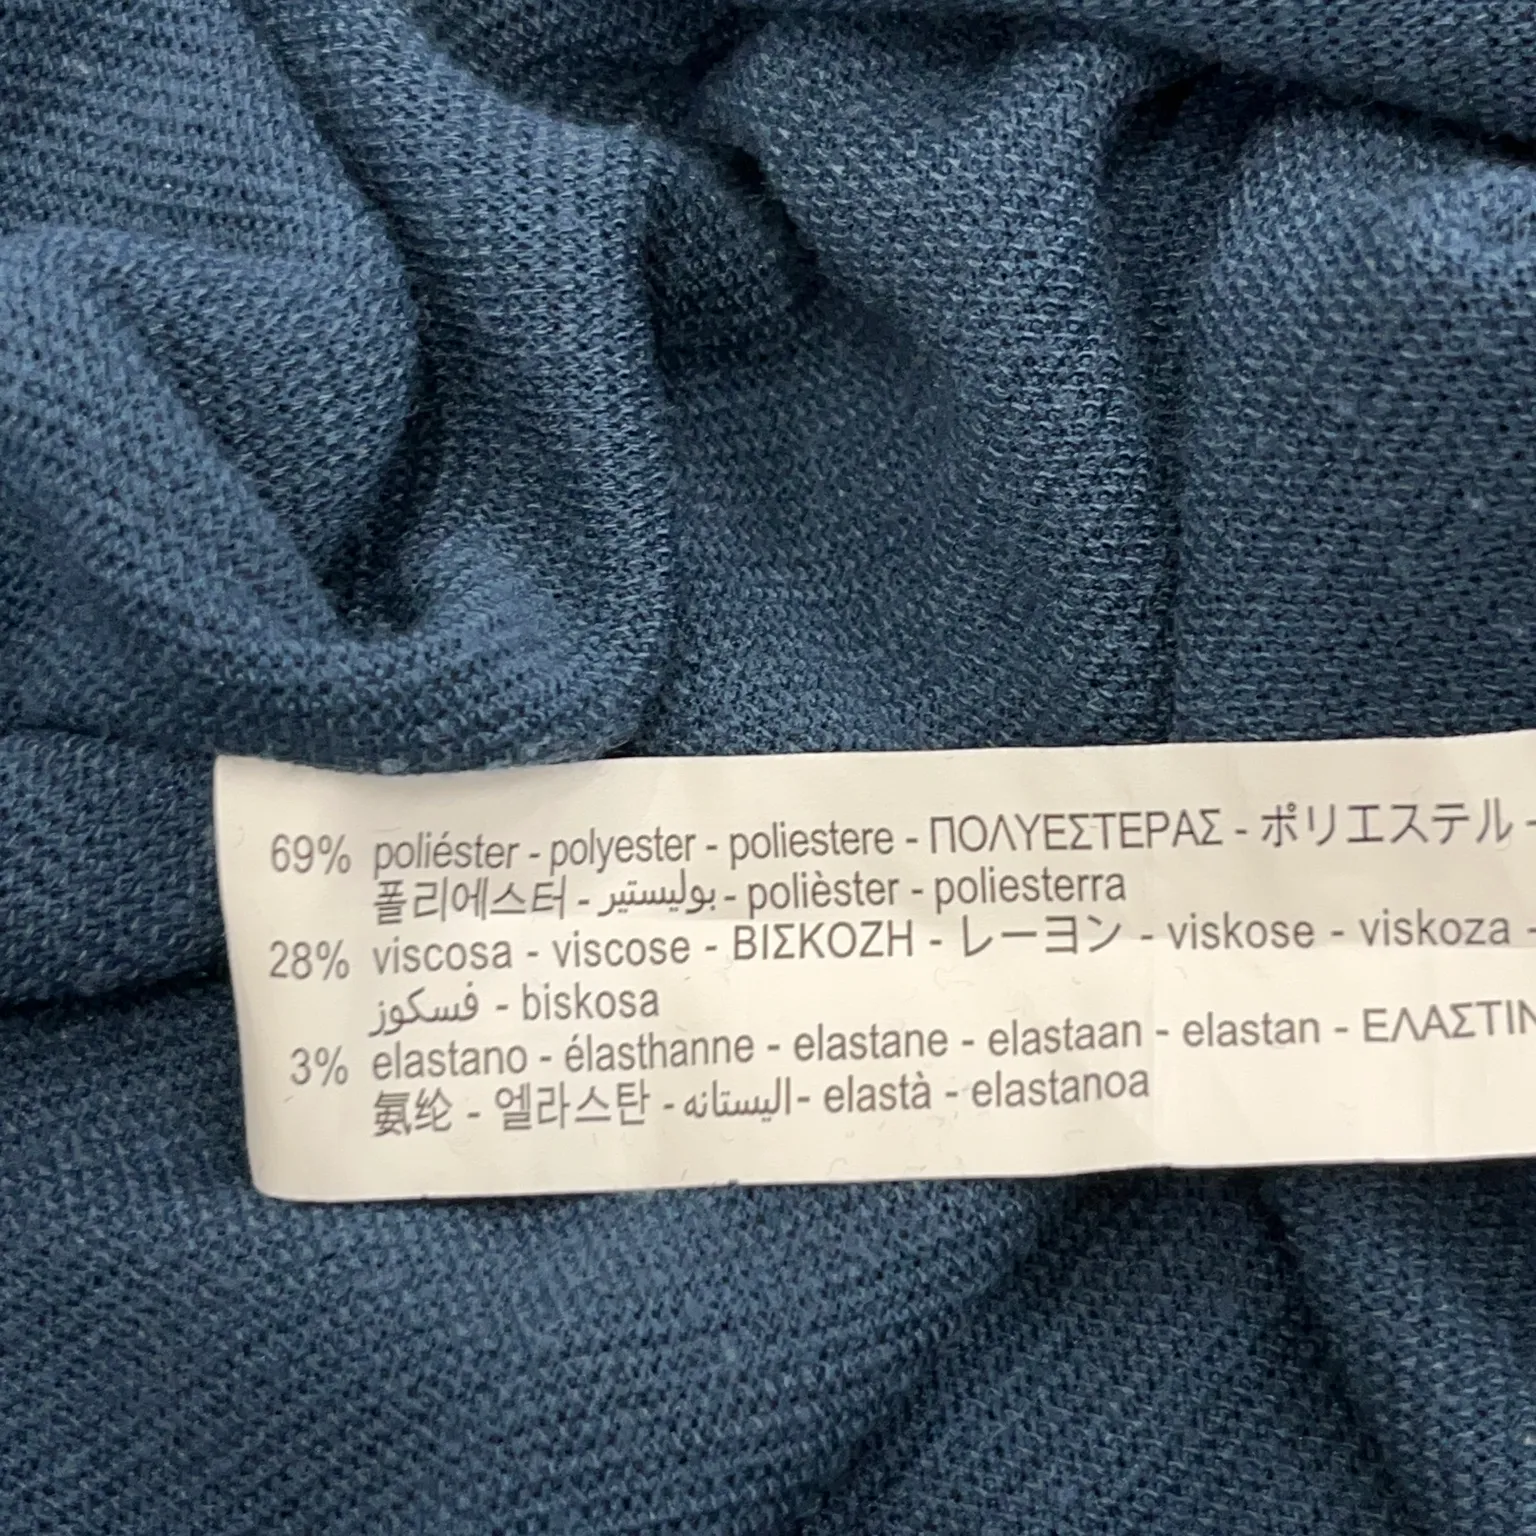 69% poliéster - polyester - poliestere - ΠΟΛΥΕΣΤΕΡΑΣ - ポリエステル -
폴리에스터 - بوليستير - polièster - poliesterra
28% viscosa - viscose - ΒΙΣΚΟΖΗ - レーヨン - viskose - viskoza -
فسكوز - biskosa
3% elastano - élasthanne - elastane - elastaan - elastan - ΕΛΑΣΤΙΝ
氨纶 - 엘라스탄 - اليستانه - elastà - elastanoa